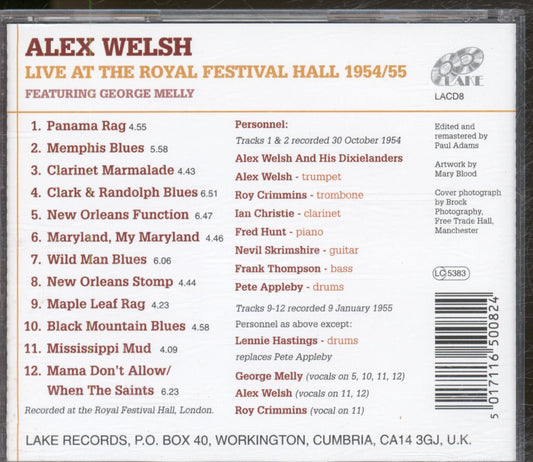 ALEX WELSH
LIVE AT THE ROYAL FESTIVAL HALL 1954/55
FEATURING GEORGE MELLY
LAKE
LACD8
1. Panama Rag 4.55
2. Memphis Blues 5.58
3. Clarinet Marmalade 4.43
4. Clark & Randolph Blues 6.51
5. New Orleans Function 6.47
6. Maryland, My Maryland 4.46
7. Wild Man Blues 6.06
8. New Orleans Stomp 4.44
9. Maple Leaf Rag 4.23
10. Black Mountain Blues 4.58
11. Mississippi Mud 4.09
12. Mama Don't Allow/
When The Saints 6.23
Recorded at the Royal Festival Hall, London.
Personnel:
Tracks 1 & 2 recorded 30 October 1954
Alex Welsh And His Dixielanders
Alex Welsh - trumpet
Roy Crimmins - trombone
Ian Christie - clarinet
Fred Hunt - piano
Nevil Skrimshire - guitar
Frank Thompson - bass
Pete Appleby - drums
Tracks 9-12 recorded 9 January 1955
Personnel as above except:
Lennie Hastings - drums
replaces Pete Appleby
George Melly (vocals on 5, 10, 11, 12)
Alex Welsh (vocals on 11, 12)
Roy Crimmins (vocal on 11)
Edited and
remastered by
Paul Adams
Artwork by
Mary Blood
Cover photograph
by Brock
Photography,
Free Trade Hall,
Manchester
LC 5383
5 017116 500824
LAKE RECORDS, P.O. BOX 40, WORKINGTON, CUMBRIA, CA14 3GJ, U.K.